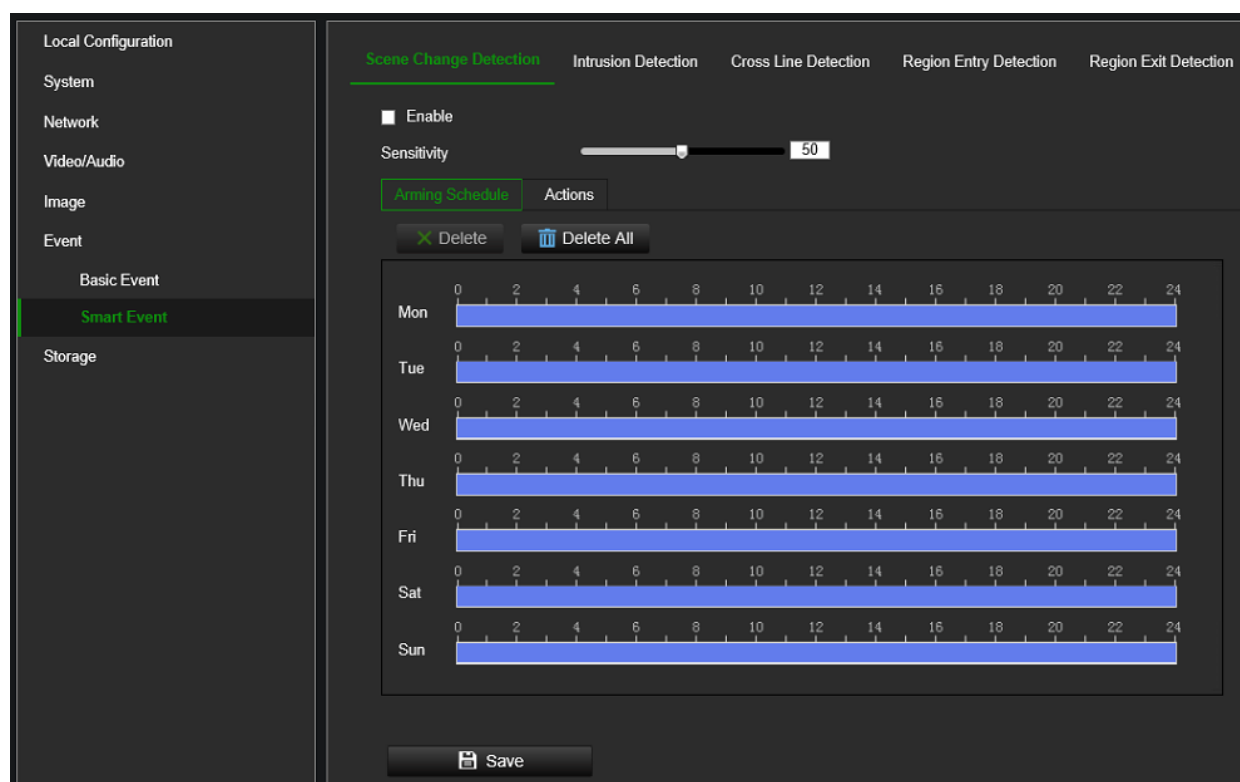 Local Configuration
System
Network
Video/Audio
Image
Event
Basic Event
Smart Event
Storage
Scene Change Detection Intrusion Detection Cross Line Detection Region Entry Detection Region Exit Detection
Enable
Sensitivity 50
Arming Schedule Actions
Delete Delete All
0 2 4 6 8 10 12 14 16 18 20 22 24
Mon
0 2 4 6 8 10 12 14 16 18 20 22 24
Tue
0 2 4 6 8 10 12 14 16 18 20 22 24
Wed
0 2 4 6 8 10 12 14 16 18 20 22 24
Thu
0 2 4 6 8 10 12 14 16 18 20 22 24
Fri
0 2 4 6 8 10 12 14 16 18 20 22 24
Sat
0 2 4 6 8 10 12 14 16 18 20 22 24
Sun
Save